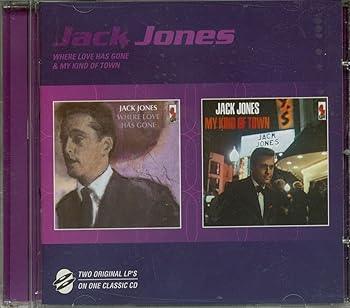 Jack Jones
WHERE LOVE HAS GONE
& MY KIND OF TOWN
JACK JONES
WHERE LOVE
HAS GONE
JACK JONES
MY KIND OF TOWN
JACK
JONES
TWO ORIGINAL LP'S
ON ONE CLASSIC CD